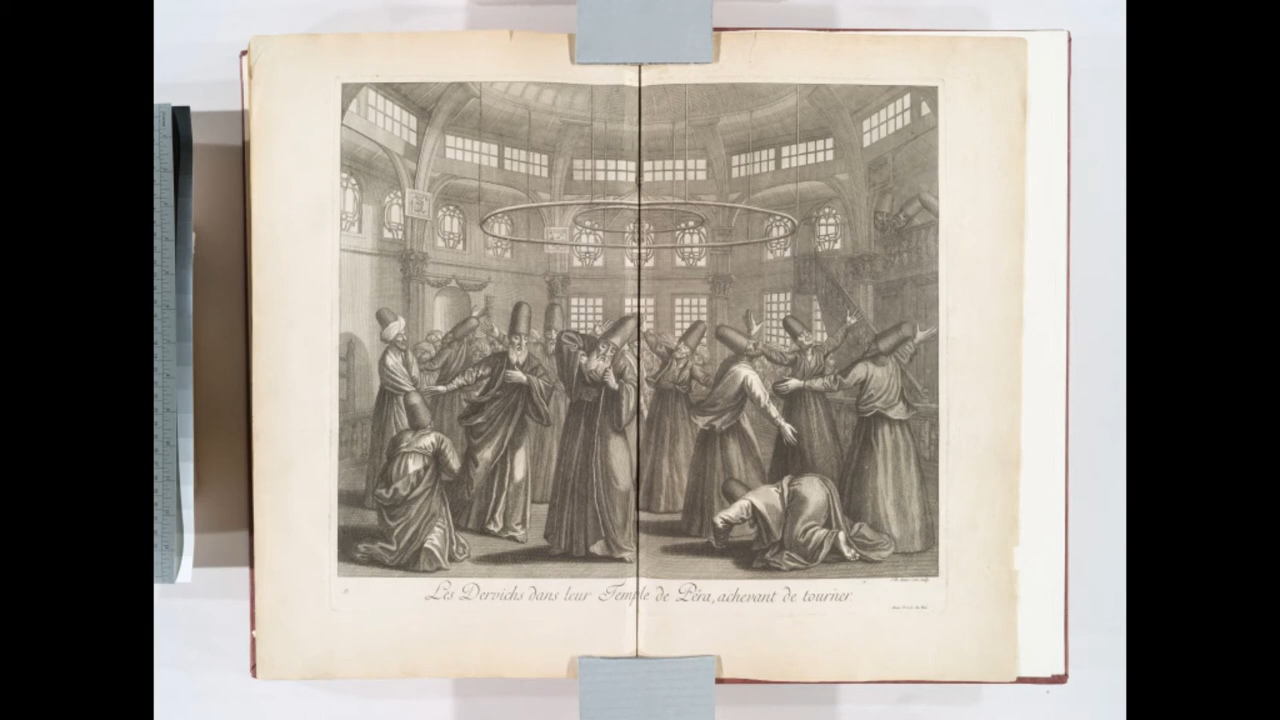 Les Dervichs dans leur Temple de Péra, achevant de tourner.